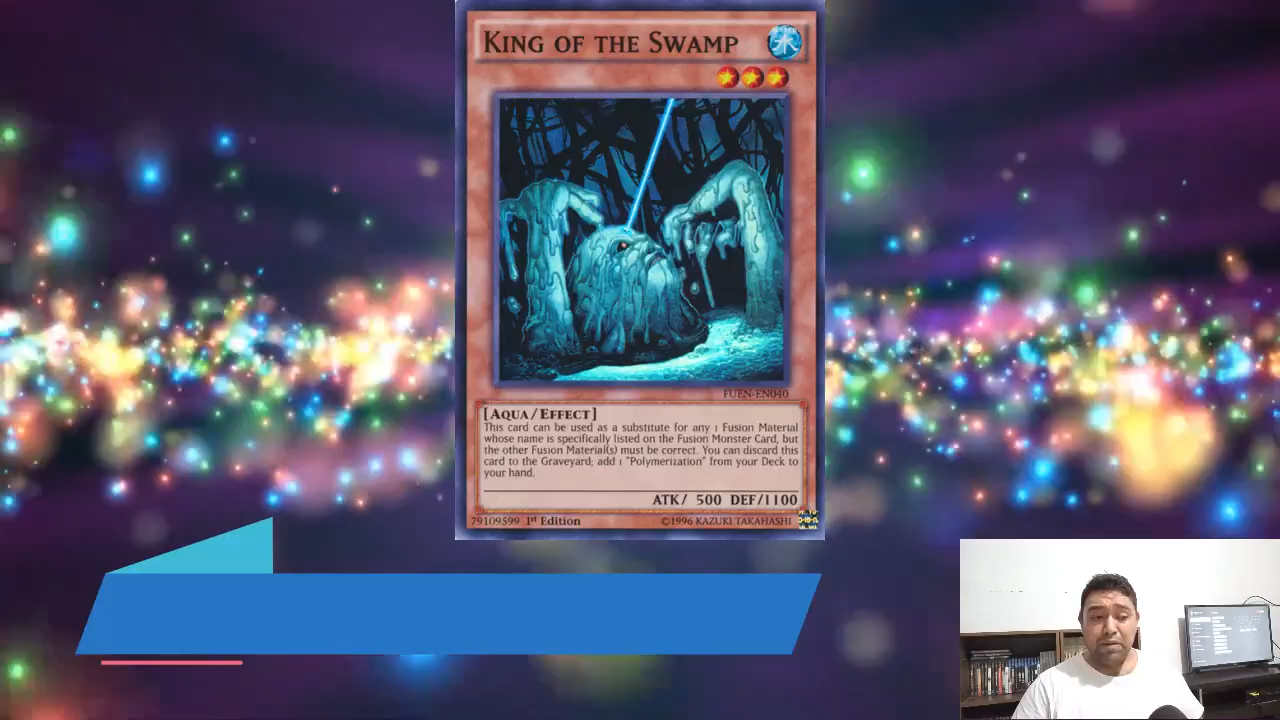 KING OF THE SWAMP
水
FUEN-EN040
[AQUA/EFFECT]
This card can be used as a substitute for any 1 Fusion Material
whose name is specifically listed on the Fusion Monster Card, but
the other Fusion Material(s) must be correct. You can discard this
card to the Graveyard; add 1 "Polymerization" from your Deck to
your hand.
ATK/ 500 DEF/1100
79109599 1st Edition ©1996 KAZUKI TAKAHASHI